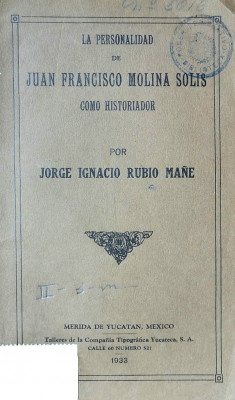 LA PERSONALIDAD
DE
JUAN FRANCISCO MOLINA SOLIS
COMO HISTORIADOR
POR
JORGE IGNACIO RUBIO MAÑE
MERIDA DE YUCATAN, MEXICO
Talleres de la Compañía Tipográfica Yucateca, S. A.
CALLE 60 NUMERO 521
1933